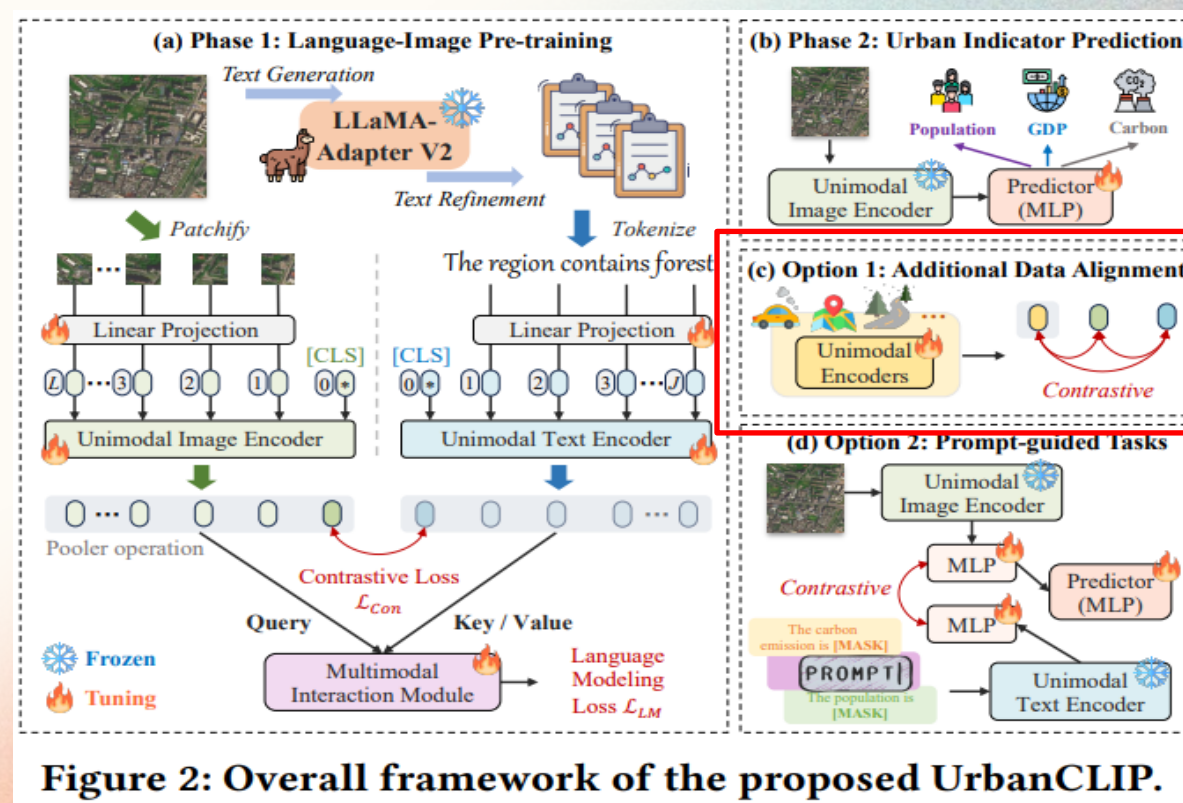 (a) Phase 1: Language-Image Pre-training
Text Generation
LLaMA-
Adapter V2
Text Refinement
i
Patchify
Tokenize
The region contains forest
Linear Projection
Linear Projection
[CLS]
[CLS]
L ··· 3 2 1 0 *
0 * 1 2 3 ··· J
Unimodal Image Encoder
Unimodal Text Encoder
Pooler operation
Contrastive Loss
ℒCon
Query
Key / Value
Frozen
Tuning
Multimodal
Interaction Module
Language
Modeling
Loss ℒLM
(b) Phase 2: Urban Indicator Prediction
CO2
Population
GDP
Carbon
Unimodal
Image Encoder
Predictor
(MLP)
(c) Option 1: Additional Data Alignment
Unimodal
Encoders
Contrastive
(d) Option 2: Prompt-guided Tasks
Unimodal
Image Encoder
MLP
Contrastive
Predictor
(MLP)
MLP
The carbon
emission is [MASK]
PROMPT
The population is
[MASK]
Unimodal
Text Encoder
Figure 2: Overall framework of the proposed UrbanCLIP.